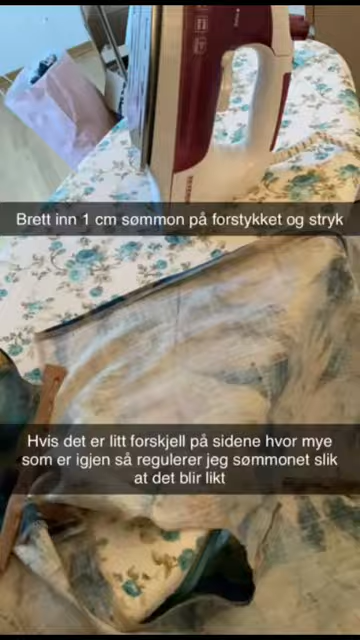 Brett inn 1 cm sømmon på forstykket og stryk
Hvis det er litt forskjell på sidene hvor mye
som er igjen så regulerer jeg sømmonet slik
at det blir likt